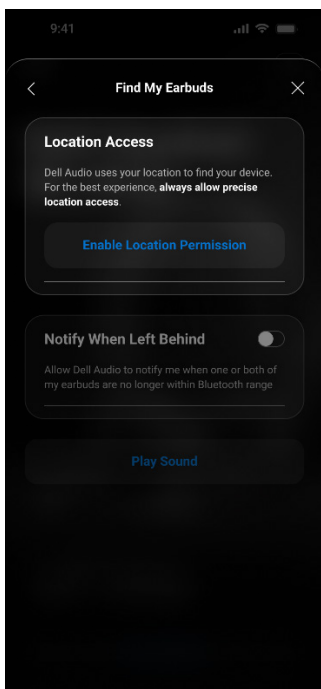 9:41
Find My Earbuds
Location Access
Dell Audio uses your location to find your device.
For the best experience, always allow precise
location access.
Enable Location Permission
Notify When Left Behind
Allow Dell Audio to notify me when one or both of
my earbuds are no longer within Bluetooth range
Play Sound